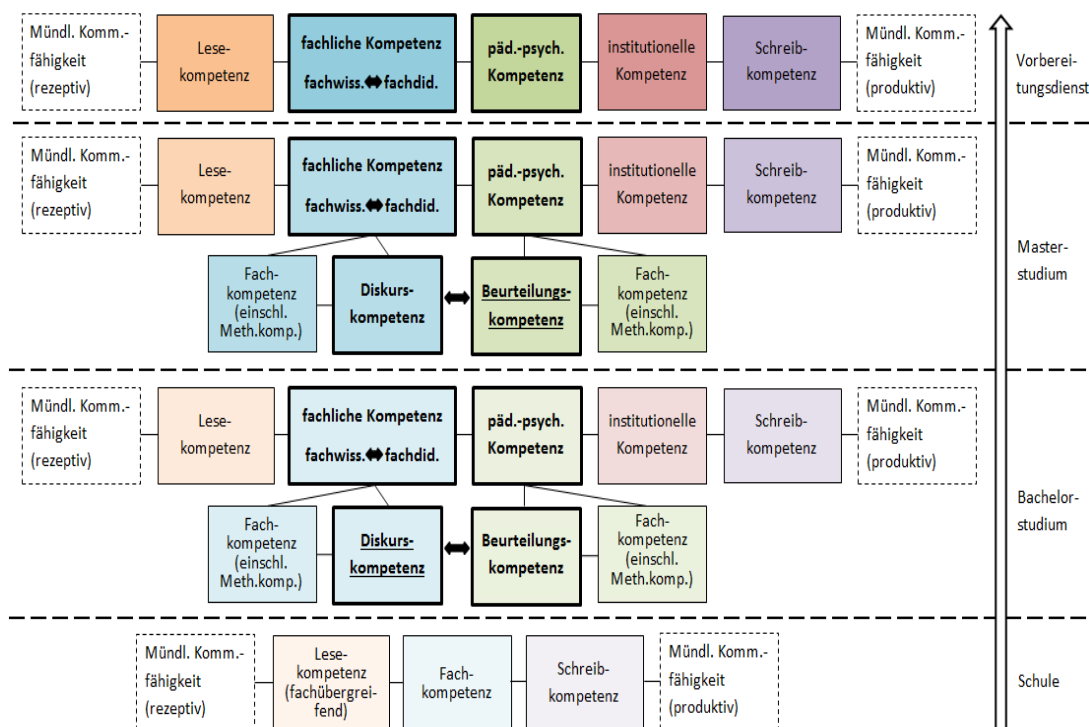 Mündl. Komm.-
fähigkeit
(rezeptiv)
Lese-
kompetenz
fachliche Kompetenz
fachwiss.⬌fachdid.
päd.-psych.
Kompetenz
institutionelle
Kompetenz
Schreib-
kompetenz
Mündl. Komm.-
fähigkeit
(produktiv)
Vorberei-
tungsdienst
Mündl. Komm.-
fähigkeit
(rezeptiv)
Lese-
kompetenz
fachliche Kompetenz
fachwiss.⬌fachdid.
päd.-psych.
Kompetenz
institutionelle
Kompetenz
Schreib-
kompetenz
Mündl. Komm.-
fähigkeit
(produktiv)
Fach-
kompetenz
(einschl.
Meth.komp.)
Diskurs-
kompetenz
Beurteilungs-
kompetenz
Fach-
kompetenz
(einschl.
Meth.komp.)
Master-
studium
Mündl. Komm.-
fähigkeit
(rezeptiv)
Lese-
kompetenz
fachliche Kompetenz
fachwiss.⬌fachdid.
päd.-psych.
Kompetenz
institutionelle
Kompetenz
Schreib-
kompetenz
Mündl. Komm.-
fähigkeit
(produktiv)
Fach-
kompetenz
(einschl.
Meth.komp.)
Diskurs-
kompetenz
Beurteilungs-
kompetenz
Fach-
kompetenz
(einschl.
Meth.komp.)
Bachelor-
studium
Mündl. Komm.-
fähigkeit
(rezeptiv)
Lese-
kompetenz
(fachübergrei-
fend)
Fach-
kompetenz
Schreib-
kompetenz
Mündl. Komm.-
fähigkeit
(produktiv)
Schule